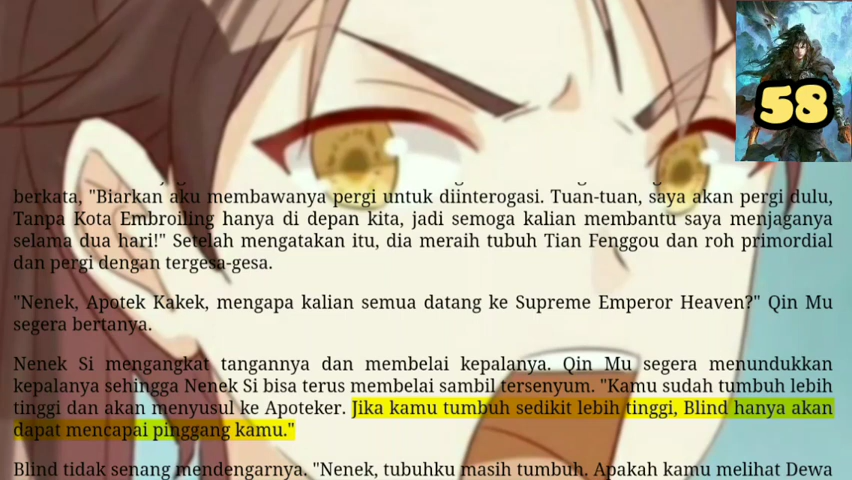 58
berkata, "Biarkan aku membawanya pergi untuk diinterogasi. Tuan-tuan, saya akan pergi dulu,
Tanpa Kota Embroiling hanya di depan kita, jadi semoga kalian membantu saya menjaganya
selama dua hari!" Setelah mengatakan itu, dia meraih tubuh Tian Fenggou dan roh primordial
dan pergi dengan tergesa-gesa.
"Nenek, Apotek Kakek, mengapa kalian semua datang ke Supreme Emperor Heaven?" Qin Mu
segera bertanya.
Nenek Si mengangkat tangannya dan membelai kepalanya. Qin Mu segera menundukkan
kepalanya sehingga Nenek Si bisa terus membelai sambil tersenyum. "Kamu sudah tumbuh lebih
tinggi dan akan menyusul ke Apoteker. Jika kamu tumbuh sedikit lebih tinggi, Blind hanya akan
dapat mencapai pinggang kamu."
Blind tidak senang mendengarnya. "Nenek, tubuhku masih tumbuh. Apakah kamu melihat Dewa